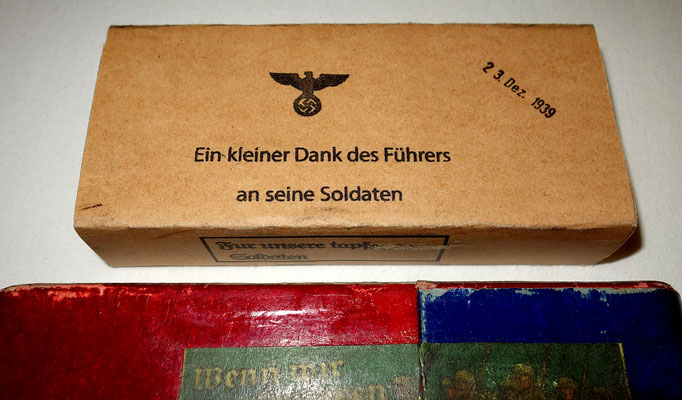 23. Dez. 1939
Ein kleiner Dank des Führers
an seine Soldaten
Für unsere
Soldaten
Wenn wir